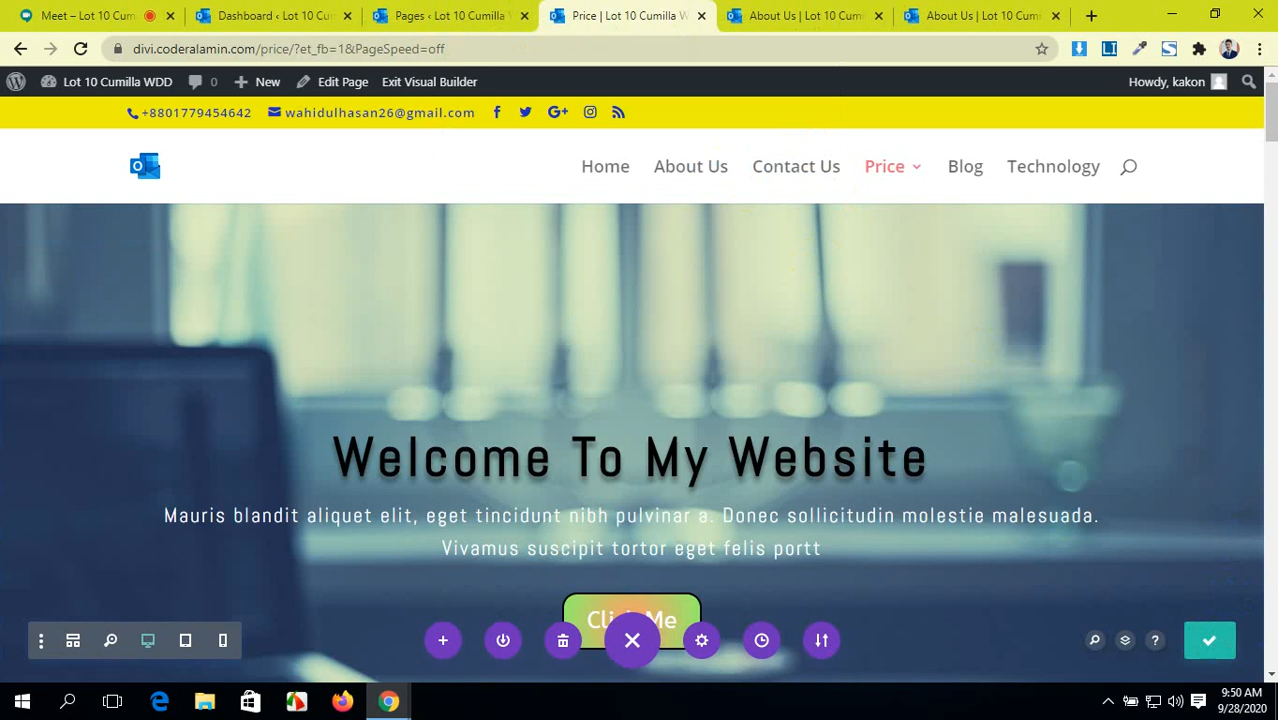 Meet – Lot 10 Cum
Dashboard ‹ Lot 10 Cu
Pages ‹ Lot 10 Cumilla
Price | Lot 10 Cumilla W
About Us | Lot 10 Cum
About Us | Lot 10 Cum
divi.coderalamin.com/price/?et_fb=1&PageSpeed=off
Lot 10 Cumilla WDD 0 New Edit Page Exit Visual Builder Howdy, kakon
+8801779454642 wahidulhasan26@gmail.com
Home About Us Contact Us Price Blog Technology
Welcome To My Website
Mauris blandit aliquet elit, eget tincidunt nibh pulvinar a. Donec sollicitudin molestie malesuada.
Vivamus suscipit tortor eget felis portt
Me
9:50 AM
9/28/2020